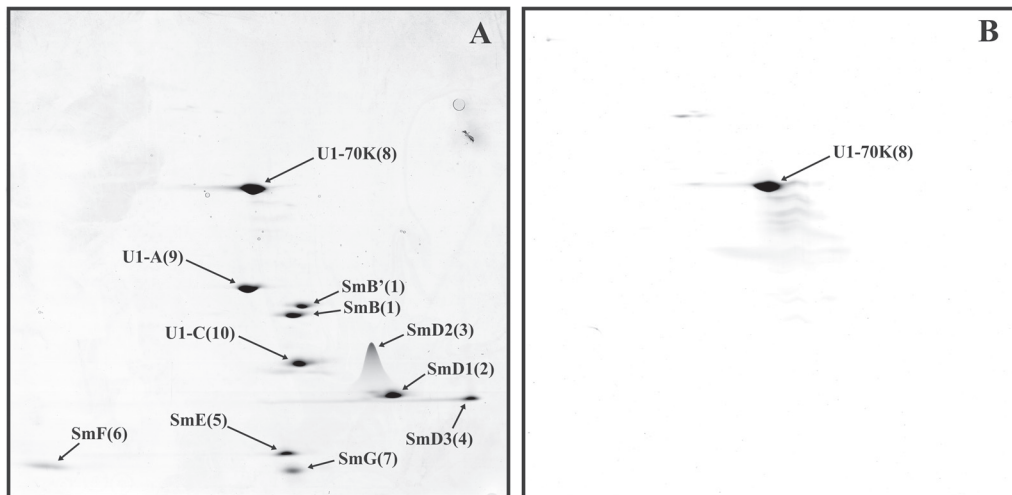 A
U1-70K(8)
U1-A(9)
SmB’(1)
SmB(1)
SmD2(3)
U1-C(10)
SmD1(2)
SmE(5)
SmD3(4)
SmF(6)
SmG(7)
B
U1-70K(8)